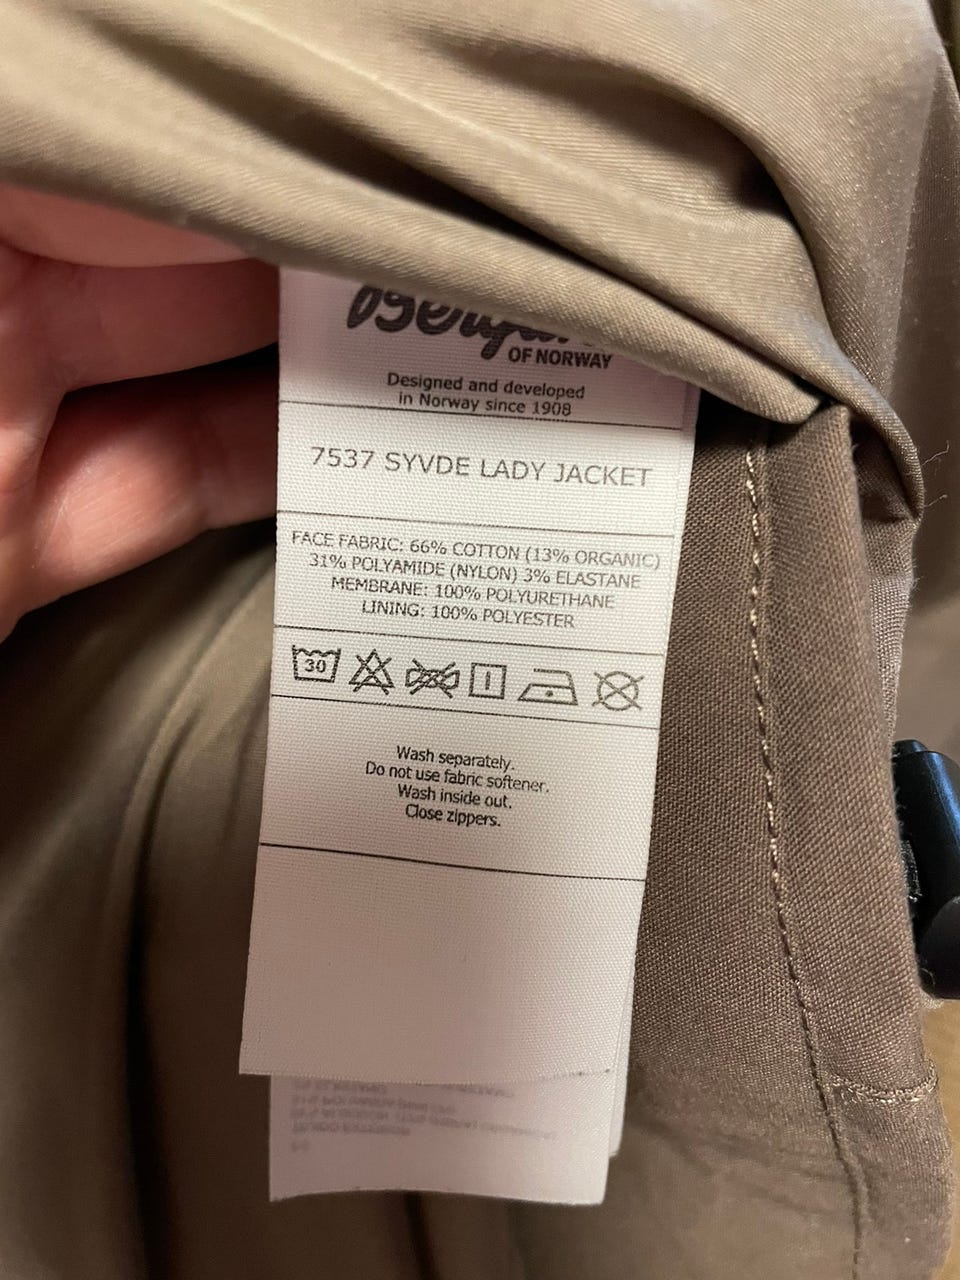 OF NORWAY
Designed and developed
in Norway since 1908
7537 SYVDE LADY JACKET
FACE FABRIC: 66% COTTON (13% ORGANIC)
31% POLYAMIDE (NYLON) 3% ELASTANE
MEMBRANE: 100% POLYURETHANE
LINING: 100% POLYESTER
30
Wash separately.
Do not use fabric softener.
Wash inside out.
Close zippers.